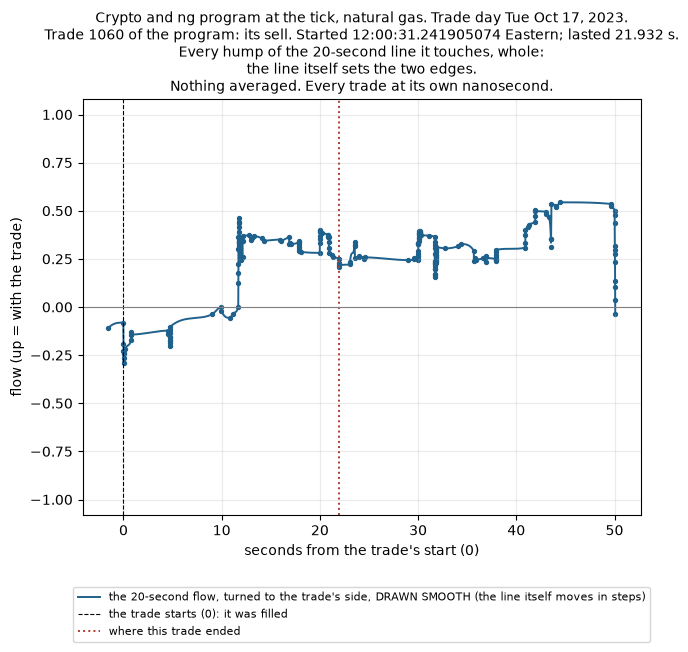 Crypto and ng program at the tick, natural gas. Trade day Tue Oct 17, 2023.
Trade 1060 of the program: its sell. Started 12:00:31.241905074 Eastern; lasted 21.932 s.
Every hump of the 20-second line it touches, whole:
the line itself sets the two edges.
Nothing averaged. Every trade at its own nanosecond.
1.00
0.75
0.50
0.25
0.00
−0.25
−0.50
−0.75
−1.00
flow (up = with the trade)
0 10 20 30 40 50
seconds from the trade's start (0)
the 20-second flow, turned to the trade's side, DRAWN SMOOTH (the line itself moves in steps)
the trade starts (0): it was filled
where this trade ended